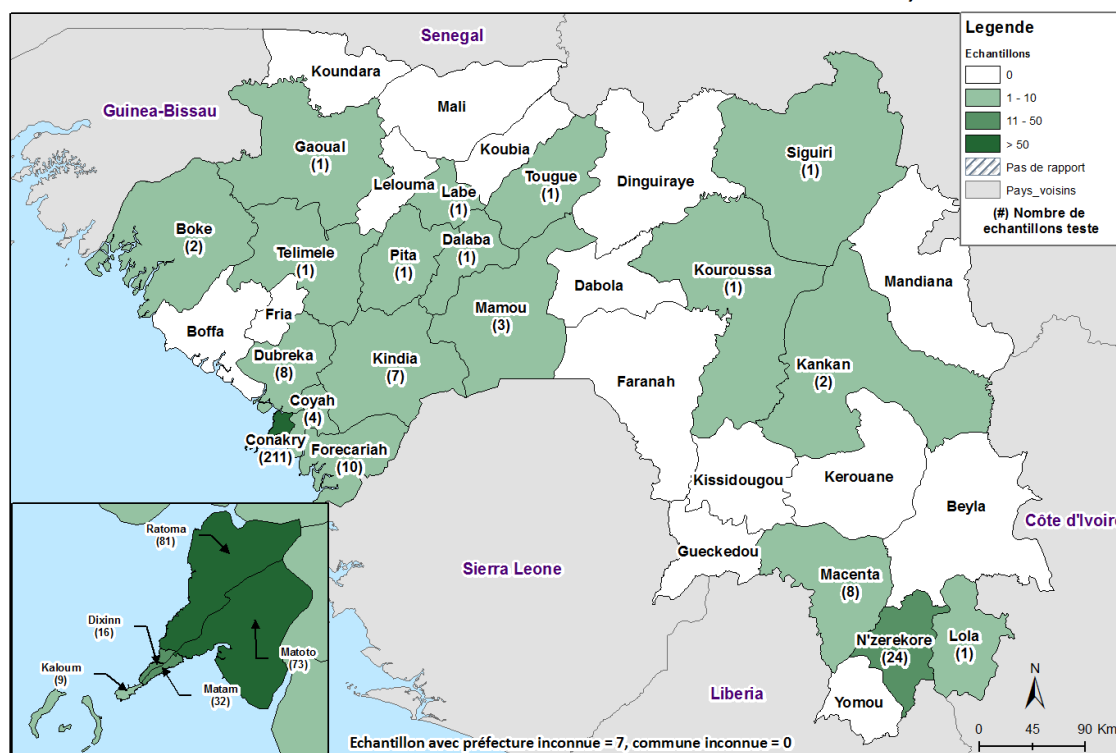 Legende
Echantillons
0
1 - 10
11 - 50
> 50
Pas de rapport
Pays_voisins
(#) Nombre de
echantillons teste
Senegal
Guinea-Bissau
Koundara
Mali
Gaoual
(1)
Koubia
Lelouma
Labe
(1)
Tougue
(1)
Dinguiraye
Siguiri
(1)
Boke
(2)
Telimele
(1)
Pita
(1)
Dalaba
(1)
Kouroussa
(1)
Mandiana
Boffa
Fria
Mamou
(3)
Dabola
Dubreka
(8)
Kindia
(7)
Faranah
Kankan
(2)
Coyah
(4)
Conakry
(211)
Forecariah
(10)
Kissidougou
Kerouane
Beyla
Côte d'Ivoire
Sierra Leone
Gueckedou
Macenta
(8)
N'zerekore
(24)
Lola
(1)
Yomou
Liberia
Ratoma
(81)
Dixinn
(16)
Kaloum
(9)
Matam
(32)
Matoto
(73)
N
0 45 90 Km
Echantillon avec préfecture inconnue = 7, commune inconnue = 0